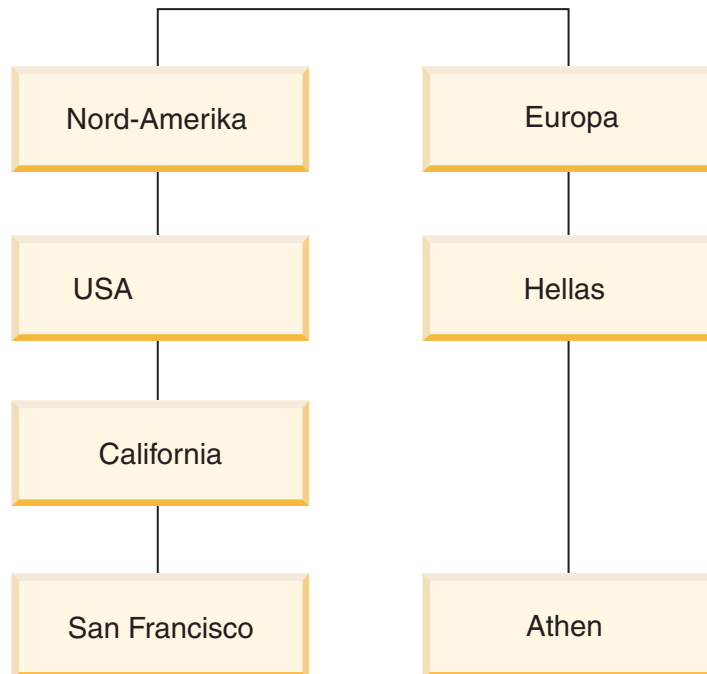 Nord-Amerika
Europa
USA
Hellas
California
San Francisco
Athen